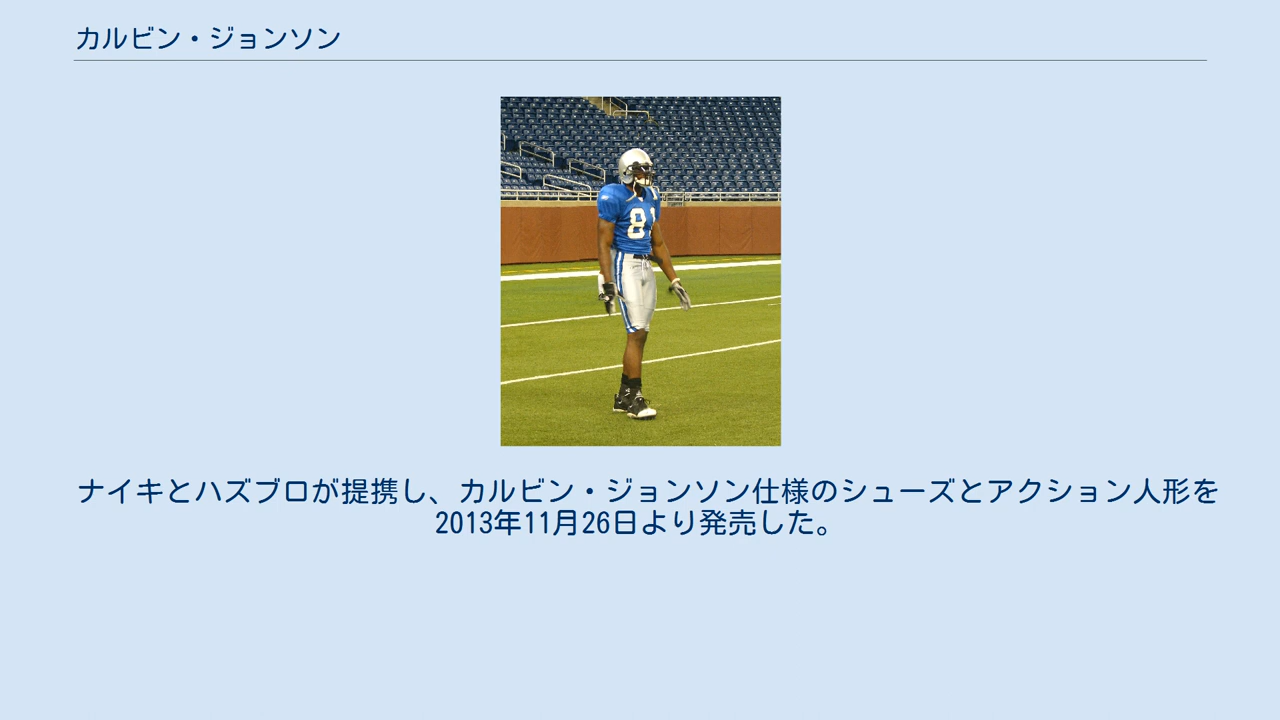 カルビン・ジョンソン
81
ナイキとハズブロが提携し、カルビン・ジョンソン仕様のシューズとアクション人形を
2013年11月26日より発売した。